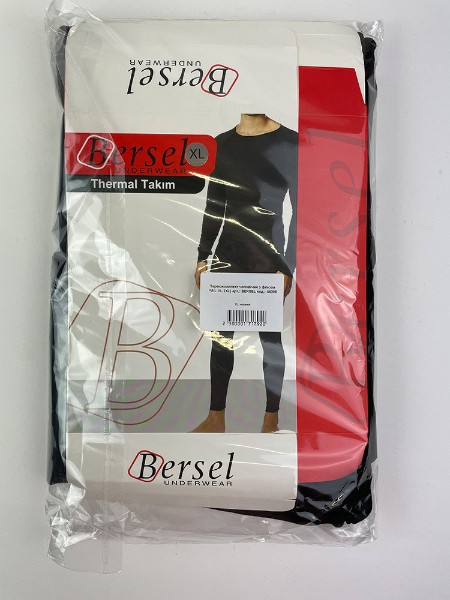 Bersel
UNDERWEAR
Bersel XL
UNDERWEAR
Thermal Takım
Bersel
B
Bersel
UNDERWEAR